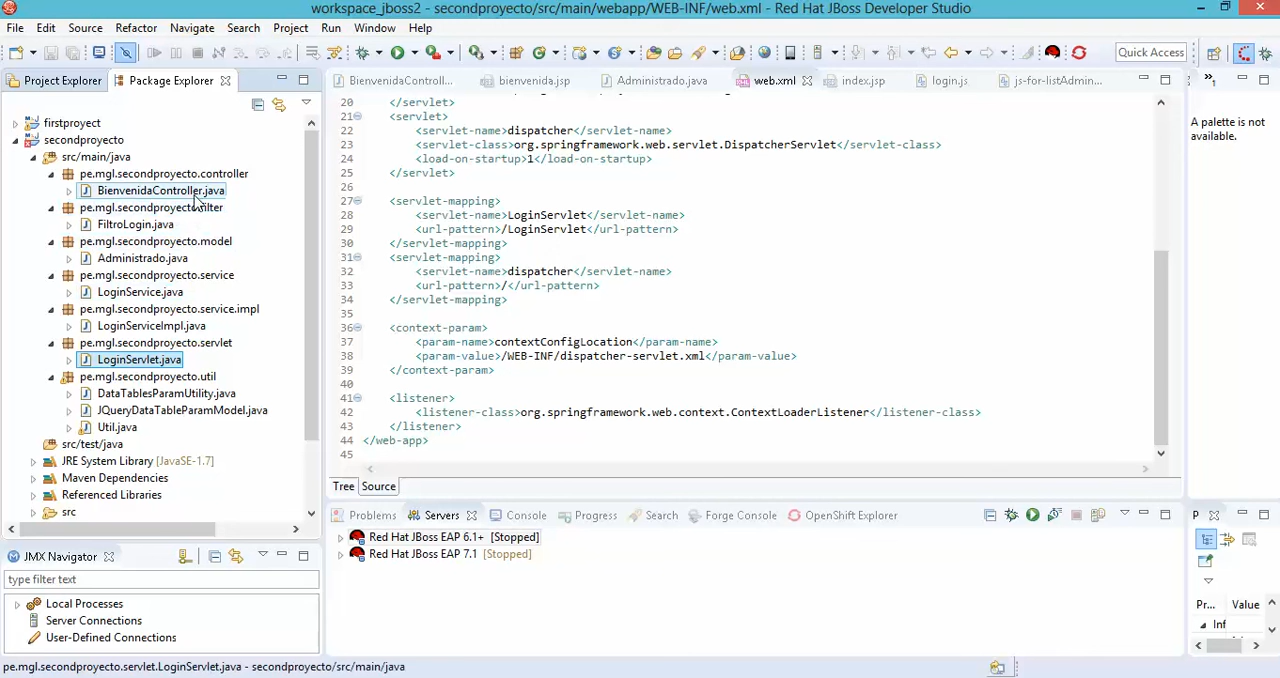 workspace_jboss2 - secondproyecto/src/main/webapp/WEB-INF/web.xml - Red Hat JBoss Developer Studio
File Edit Source Refactor Navigate Search Project Run Window Help
Quick Access
Project Explorer Package Explorer
firstproject
secondproyecto
src/main/java
pe.mgl.secondproyecto.controller
BienvenidaController.java
pe.mgl.secondproyecto.filter
FiltroLogin.java
pe.mgl.secondproyecto.model
Administrado.java
pe.mgl.secondproyecto.service
LoginService.java
pe.mgl.secondproyecto.service.impl
LoginServiceImpl.java
pe.mgl.secondproyecto.servlet
LoginServlet.java
pe.mgl.secondproyecto.util
DataTablesParamUtility.java
JQueryDataTableParamModel.java
Util.java
src/test/java
JRE System Library [JavaSE-1.7]
Maven Dependencies
Referenced Libraries
src
JMX Navigator
type filter text
Local Processes
Server Connections
User-Defined Connections
BienvenidaControll... bienvenida.jsp Administrado.java web.xml index.jsp login.js js-for-listAdmin...
20 </servlet>
21 <servlet>
22 <servlet-name>dispatcher</servlet-name>
23 <servlet-class>org.springframework.web.servlet.DispatcherServlet</servlet-class>
24 <load-on-startup>1</load-on-startup>
25 </servlet>
26
27 <servlet-mapping>
28 <servlet-name>LoginServlet</servlet-name>
29 <url-pattern>/LoginServlet</url-pattern>
30 </servlet-mapping>
31 <servlet-mapping>
32 <servlet-name>dispatcher</servlet-name>
33 <url-pattern>/</url-pattern>
34 </servlet-mapping>
35
36 <context-param>
37 <param-name>contextConfigLocation</param-name>
38 <param-value>/WEB-INF/dispatcher-servlet.xml</param-value>
39 </context-param>
40
41 <listener>
42 <listener-class>org.springframework.web.context.ContextLoaderListener</listener-class>
43 </listener>
44 </web-app>
45
Tree Source
Problems Servers Console Progress Search Forge Console OpenShift Explorer
Red Hat JBoss EAP 6.1+ [Stopped]
Red Hat JBoss EAP 7.1 [Stopped]
A palette is not
available.
P
Pr... Value
Inf
pe.mgl.secondproyecto.servlet.LoginServlet.java - secondproyecto/src/main/java